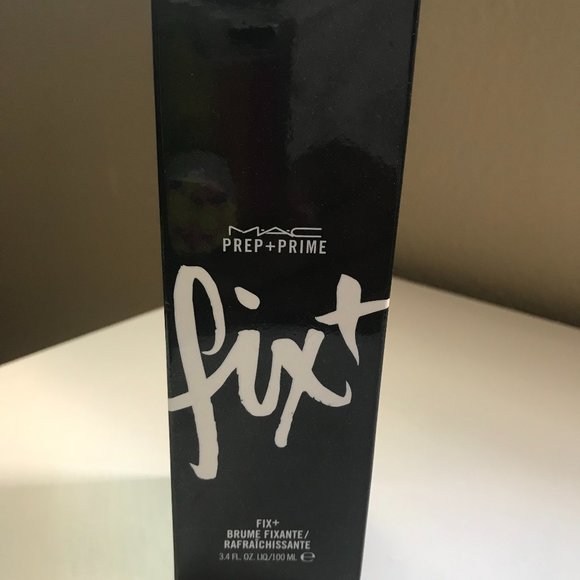 MAC
PREP+PRIME
fix+
FIX+
BRUME FIXANTE/
RAFRAÎCHISSANTE
3.4 FL. OZ. LIQ/100 ML ℮